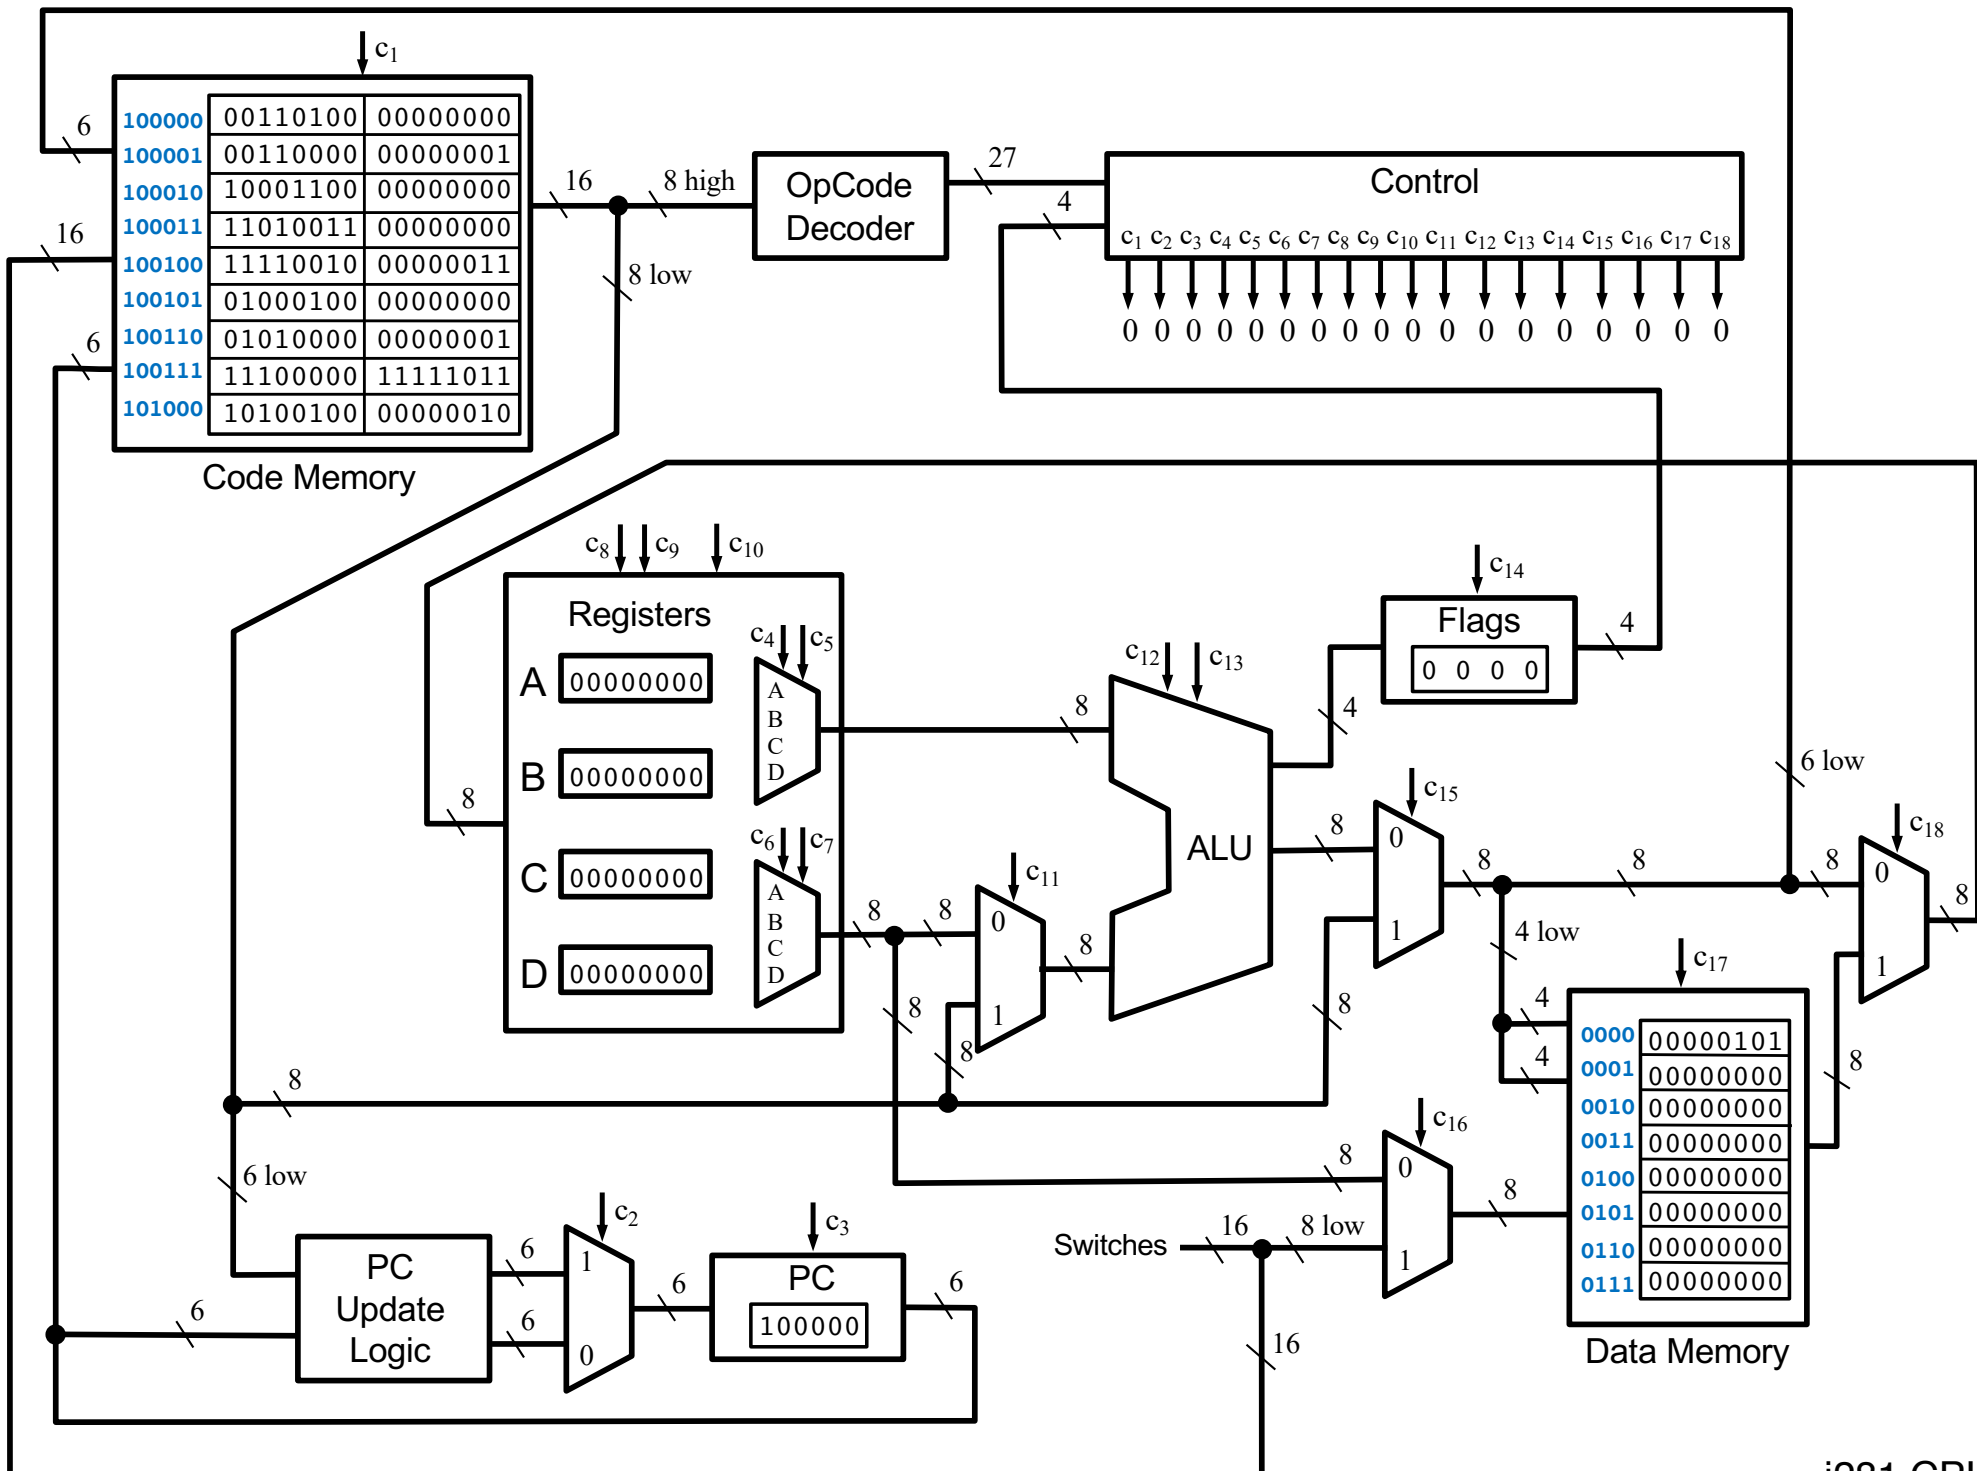 c1
100000 00110100 00000000
100001 00110000 00000001
100010 10001100 00000000
100011 11010011 00000000
100100 11110010 00000011
100101 01000100 00000000
100110 01010000 00000001
100111 11100000 11111011
101000 10100100 00000010
Code Memory
6
16
6
16
8 high
8 low
OpCode
Decoder
27
4
Control
c1 c2 c3 c4 c5 c6 c7 c8 c9 c10 c11 c12 c13 c14 c15 c16 c17 c18
0 0 0 0 0 0 0 0 0 0 0 0 0 0 0 0 0 0
c8 c9 c10
Registers
A 00000000
B 00000000
C 00000000
D 00000000
8
c4 c5
A
B
C
D
c6 c7
A
B
C
D
8
8
8
8
c11
0
1
8
8
c12 c13
ALU
c14
Flags
0 0 0 0
4
4
8
c15
0
1
8
8
8
6 low
8
c18
0
1
8
4 low
4
4
c17
0000 00000101
0001 00000000
0010 00000000
0011 00000000
0100 00000000
0101 00000000
0110 00000000
0111 00000000
Data Memory
8
8
6 low
PC
Update
Logic
6
6
6
c2
1
0
6
c3
PC
100000
6
Switches
16
8 low
16
8
c16
0
1
8